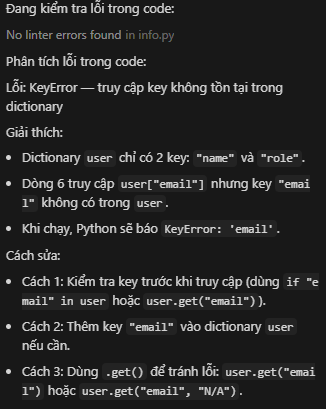 Đang kiểm tra lỗi trong code:
No linter errors found in info.py
Phân tích lỗi trong code:
Lỗi: KeyError — truy cập key không tồn tại trong
dictionary
Giải thích:
• Dictionary user chỉ có 2 key: "name" và "role".
• Dòng 6 truy cập user["email"] nhưng key "emai
l" không có trong user.
• Khi chạy, Python sẽ báo KeyError: 'email'.
Cách sửa:
• Cách 1: Kiểm tra key trước khi truy cập (dùng if "e
mail" in user hoặc user.get("email")).
• Cách 2: Thêm key "email" vào dictionary user
nếu cần.
• Cách 3: Dùng .get() để tránh lỗi: user.get("emai
l") hoặc user.get("email", "N/A").